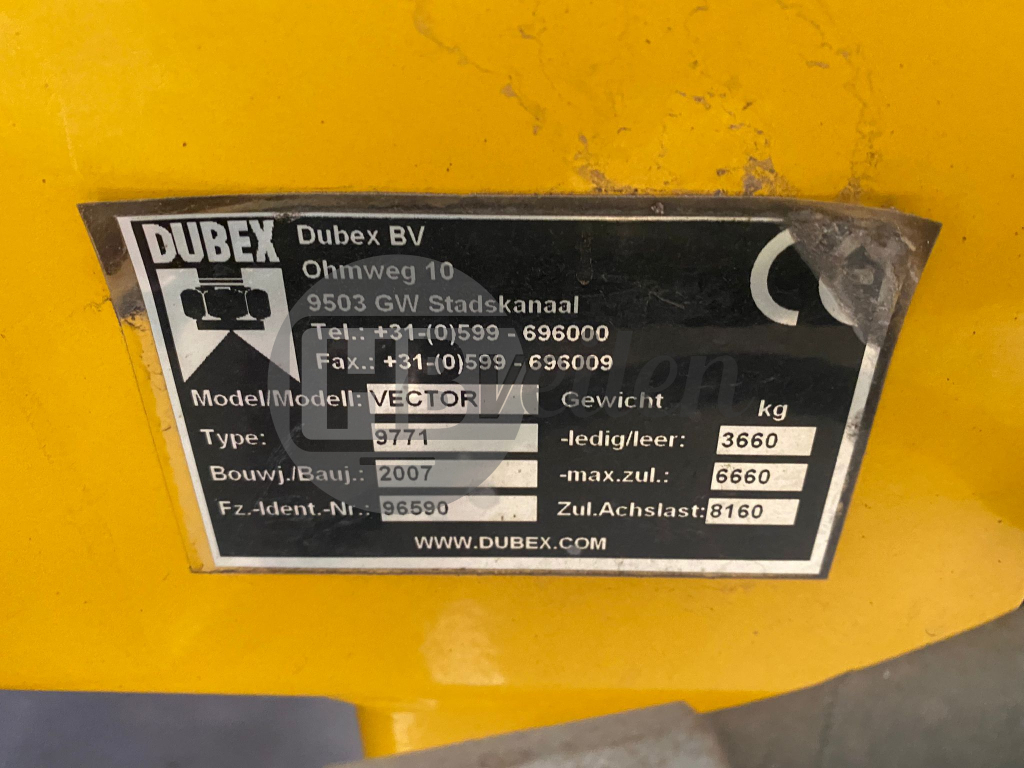 DUBEX
Dubex BV
Ohmweg 10
9503 GW Stadskanaal
Tel.: +31-(0)599 - 696000
Fax.: +31-(0)599 - 696009
Model/Modell: VECTOR
Type: 9771
Bouwj./Bauj.: 2007
Fz.-Ident.-Nr.: 96590
Gewicht kg
-ledig/leer: 3660
-max.zul.: 6660
Zul.Achslast: 8160
WWW.DUBEX.COM
CE